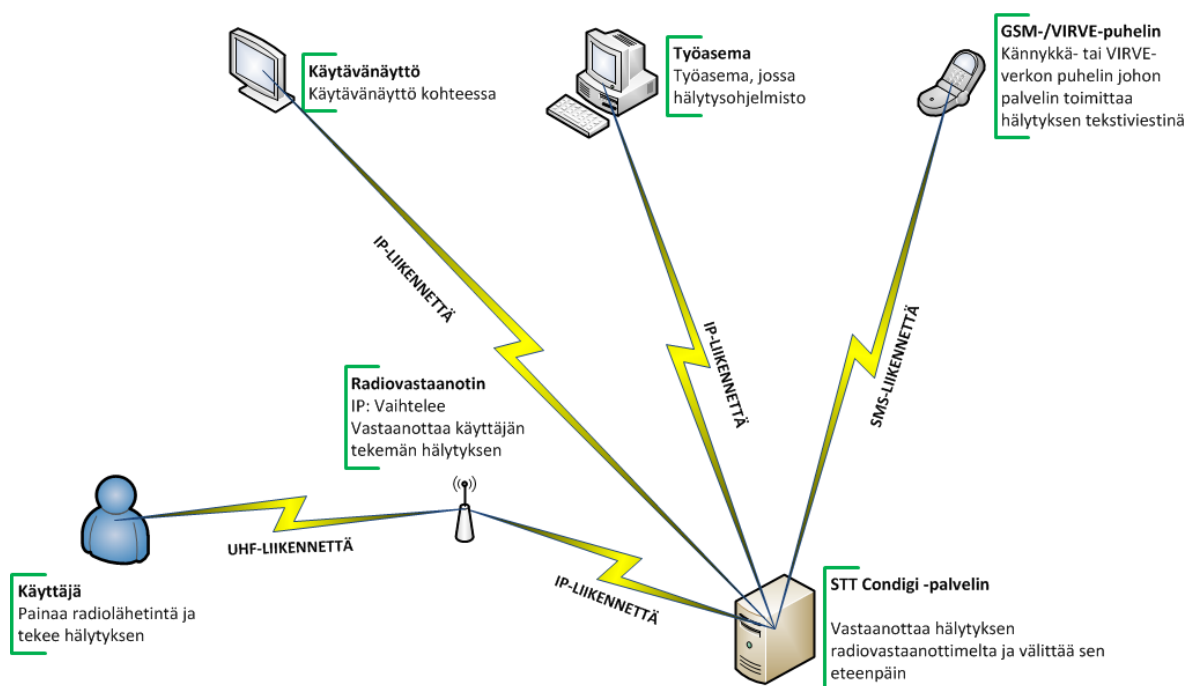 Käytävänäyttö
Käytävänäyttö kohteessa
Työasema
Työasema, jossa
hälytysohjelmisto
GSM-/VIRVE-puhelin
Kännykkä- tai VIRVE-
verkon puhelin johon
palvelin toimittaa
hälytyksen tekstiviestinä
IP-LIIKENNETTÄ
IP-LIIKENNETTÄ
SMS-LIIKENNETTÄ
Radiovastaanotin
IP: Vaihtelee
Vastaanottaa käyttäjän
tekemän hälytyksen
UHF-LIIKENNETTÄ
IP-LIIKENNETTÄ
Käyttäjä
Painaa radiolähetintä ja
tekee hälytyksen
STT Condigi -palvelin
Vastaanottaa hälytyksen
radiovastaanottimelta ja välittää sen
eteenpäin